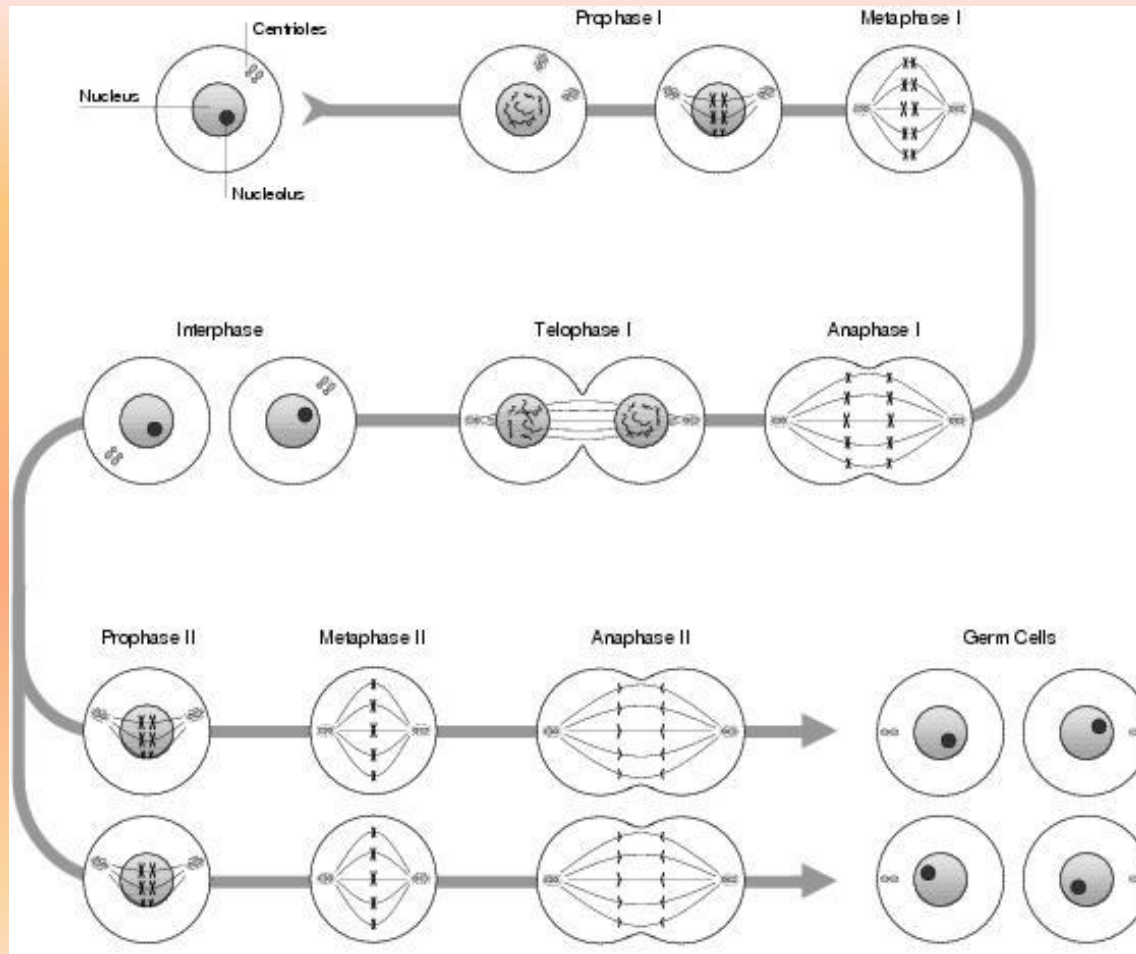 Centrioles
Prophase I
Metaphase I
Nucleus
Nucleolus
Interphase
Telophase I
Anaphase I
Prophase II
Metaphase II
Anaphase II
Germ Cells